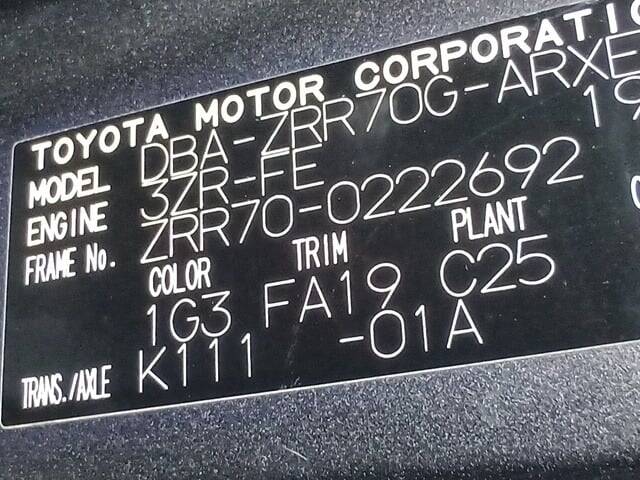 TOYOTA MOTOR CORPORATIO
MODEL DBA-ZRR70G-ARXE
19
ENGINE 3ZR-FE
FRAME No. ZRR70-0222692
COLOR TRIM PLANT
1G3 FA19 C25
TRANS./AXLE K111 -01A